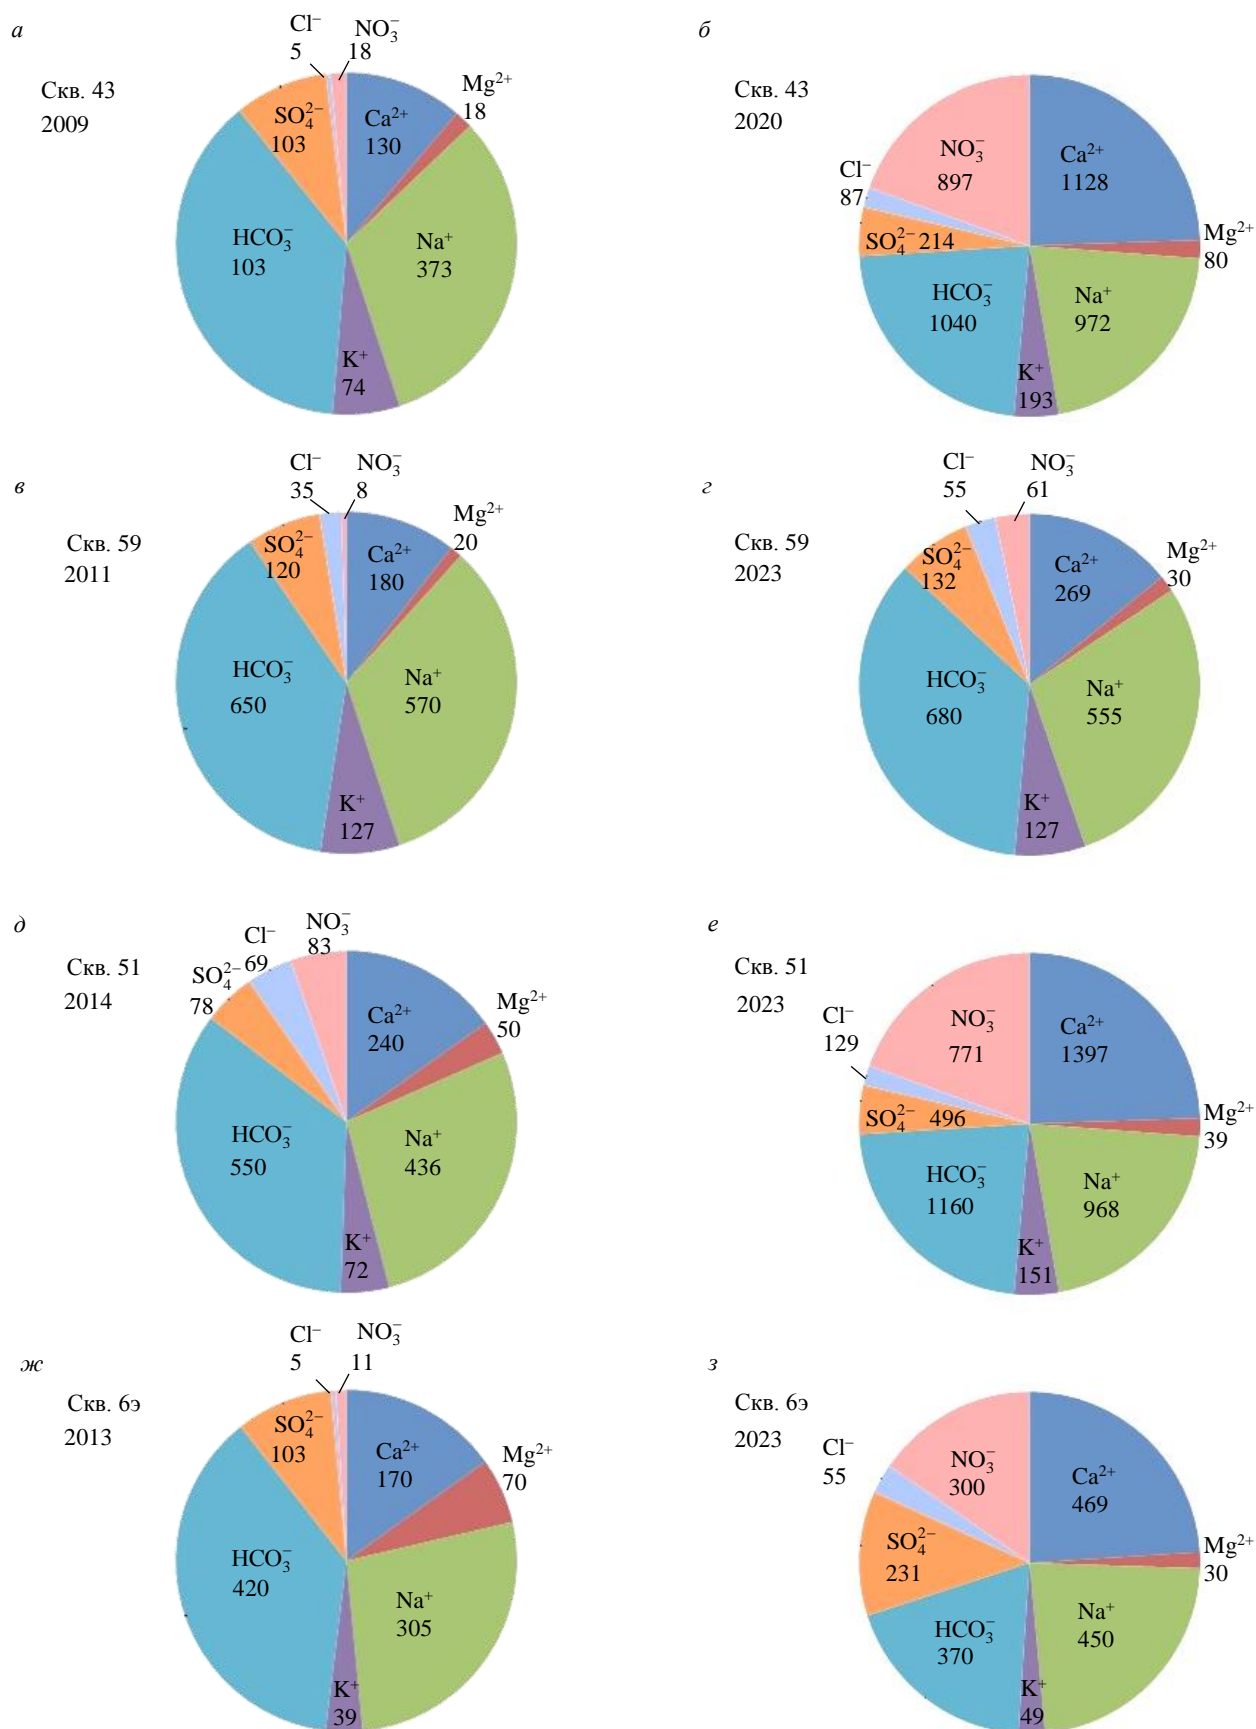 а
Скв. 43
2009
Cl⁻
5
NO₃⁻
18
Mg²⁺
18
SO₄²⁻
103
Ca²⁺
130
HCO₃⁻
103
Na⁺
373
K⁺
74
б
Скв. 43
2020
NO₃⁻
897
Ca²⁺
1128
Cl⁻
87
SO₄²⁻ 214
Mg²⁺
80
HCO₃⁻
1040
Na⁺
972
K⁺
193
в
Скв. 59
2011
Cl⁻
35
NO₃⁻
8
Mg²⁺
20
SO₄²⁻
120
Ca²⁺
180
HCO₃⁻
650
Na⁺
570
K⁺
127
г
Скв. 59
2023
Cl⁻
55
NO₃⁻
61
Mg²⁺
30
SO₄²⁻
132
Ca²⁺
269
HCO₃⁻
680
Na⁺
555
K⁺
127
д
Скв. 51
2014
Cl⁻
69
NO₃⁻
83
SO₄²⁻
78
Ca²⁺
240
Mg²⁺
50
HCO₃⁻
550
Na⁺
436
K⁺
72
е
Скв. 51
2023
NO₃⁻
771
Ca²⁺
1397
Cl⁻
129
SO₄²⁻ 496
Mg²⁺
39
HCO₃⁻
1160
Na⁺
968
K⁺
151
ж
Скв. 6э
2013
Cl⁻
5
NO₃⁻
11
SO₄²⁻
103
Ca²⁺
170
Mg²⁺
70
HCO₃⁻
420
Na⁺
305
K⁺
39
з
Скв. 6э
2023
Cl⁻
55
NO₃⁻
300
Ca²⁺
469
SO₄²⁻
231
Mg²⁺
30
HCO₃⁻
370
Na⁺
450
K⁺
49